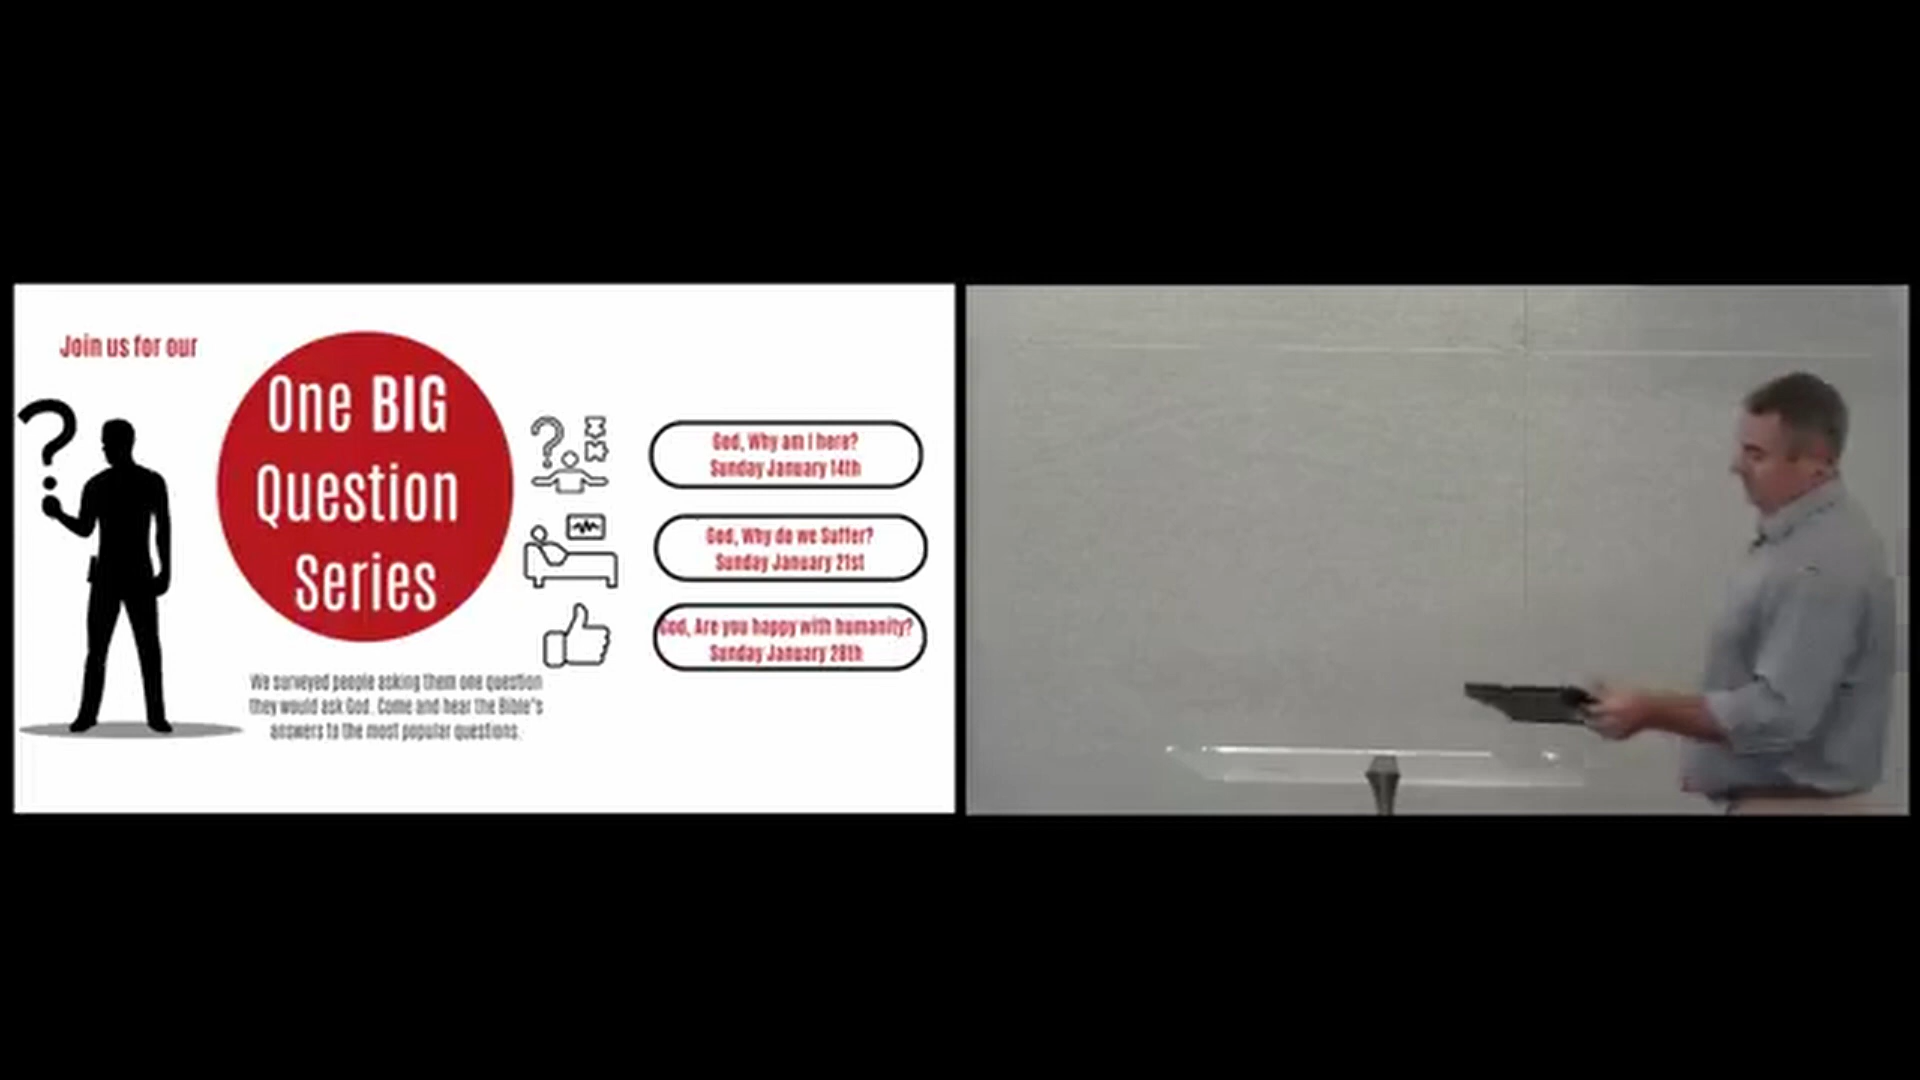 Join us for our
One BIG
Question
Series
We surveyed people asking them one question
they would ask God. Come and hear the Bible"s
answers to the most popular questions.
God, Why am I here?
Sunday January 14th
God, Why do we Suffer?
Sunday January 21st
God, Are you happy with humanity?
Sunday January 28th